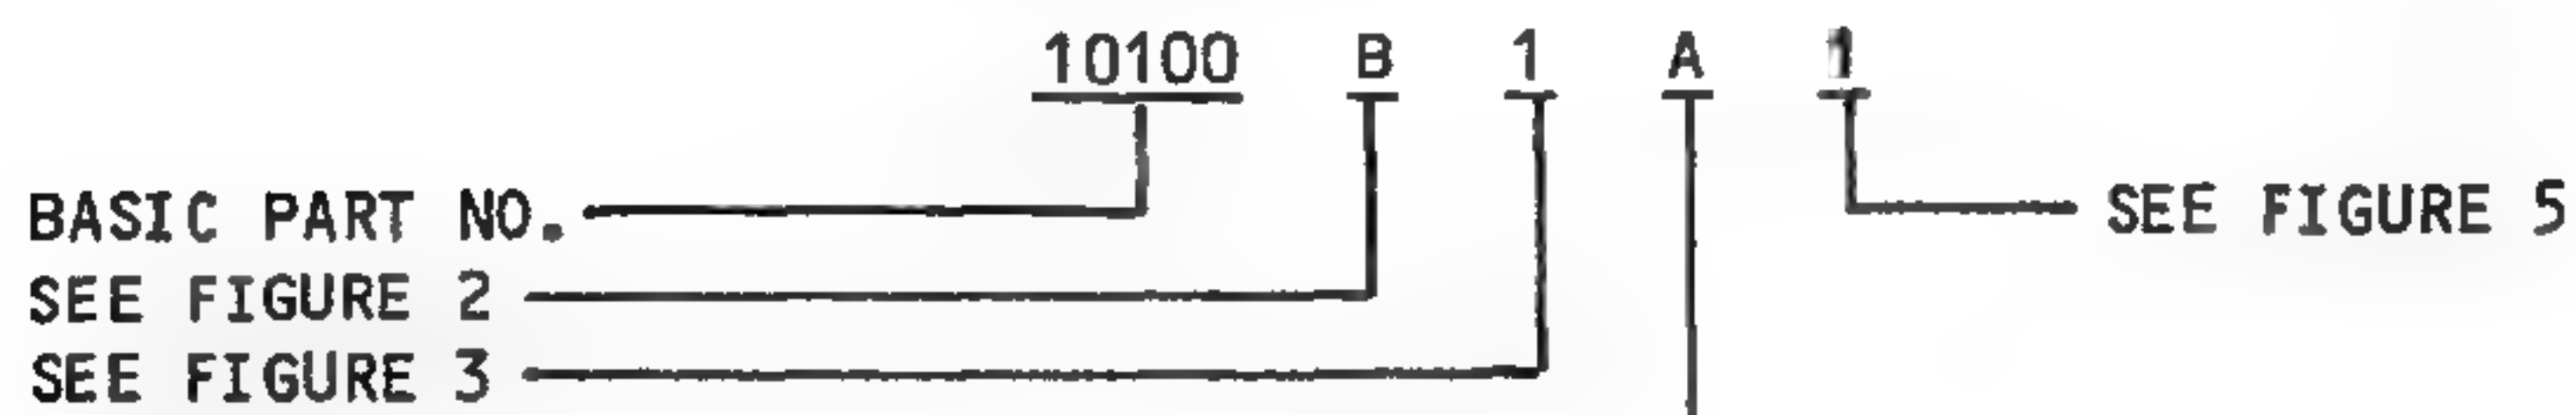 10100 B 1 A 1
BASIC PART NO. SEE FIGURE 5
SEE FIGURE 2
SEE FIGURE 3